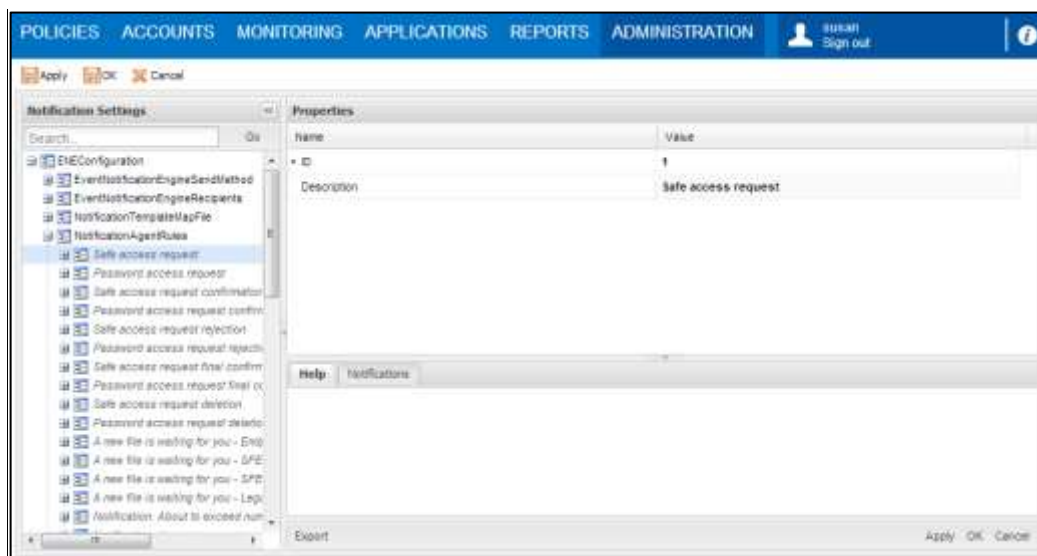 POLICIES ACCOUNTS MONITORING APPLICATIONS REPORTS ADMINISTRATION susan
Sign out
Apply OK Cancel
Notification Settings
Search... Go
ENEConfiguration
EventNotificationEngineSendMethod
EventNotificationEngineRecipients
NotificationTemplateMapFile
NotificationAgentRules
Safe access request
Password access request
Safe access request confirmation
Password access request confirm
Safe access request rejection
Password access request rejecti
Safe access request final confirm
Password access request final co
Safe access request deletion
Password access request deletio
A new file is waiting for you - Ente
A new file is waiting for you - SFE
A new file is waiting for you - SFE
A new file is waiting for you - Lega
Notification: About to exceed num
Properties
Name Value
ID 1
Description Safe access request
Help Notifications
Export Apply OK Cancel